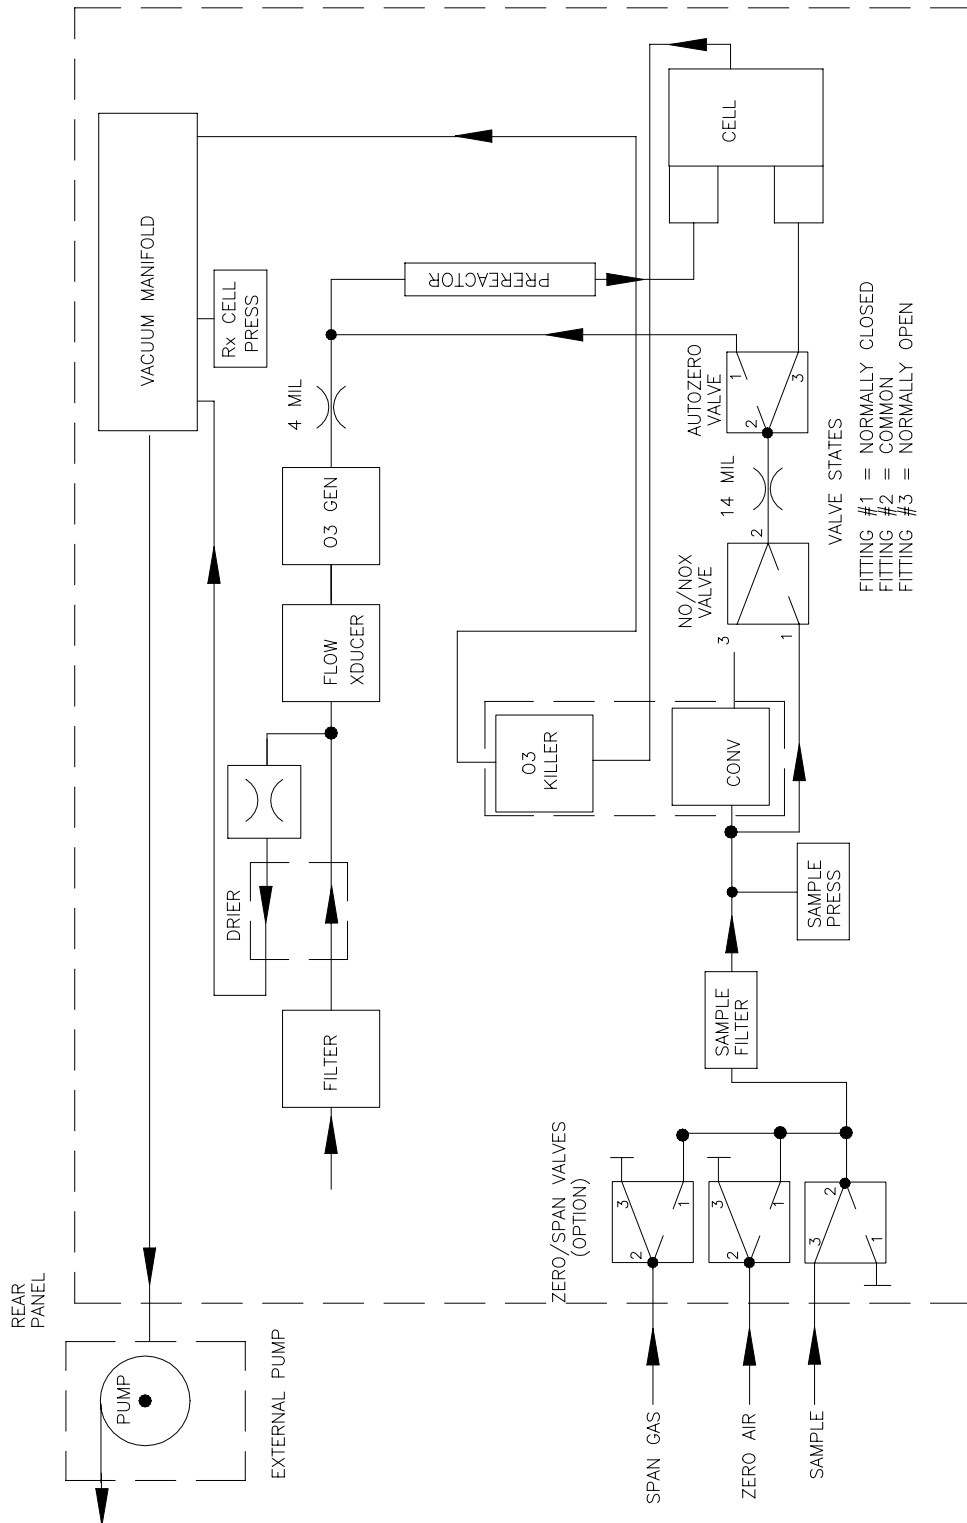 REAR
PANEL
PUMP
EXTERNAL PUMP
VACUUM MANIFOLD
Rx CELL
PRESS
FILTER
DRIER
FLOW
XDUCER
O3 GEN
4 MIL
PREREACTOR
CELL
O3
KILLER
CONV
NO/NOX
VALVE
3
1
2
14 MIL
AUTOZERO
VALVE
2
1
3
VALVE STATES
FITTING #1 = NORMALLY CLOSED
FITTING #2 = COMMON
FITTING #3 = NORMALLY OPEN
SAMPLE
PRESS
SAMPLE
FILTER
ZERO/SPAN VALVES
(OPTION)
SPAN GAS
2
3
1
ZERO AIR
2
3
1
SAMPLE
3
1
2